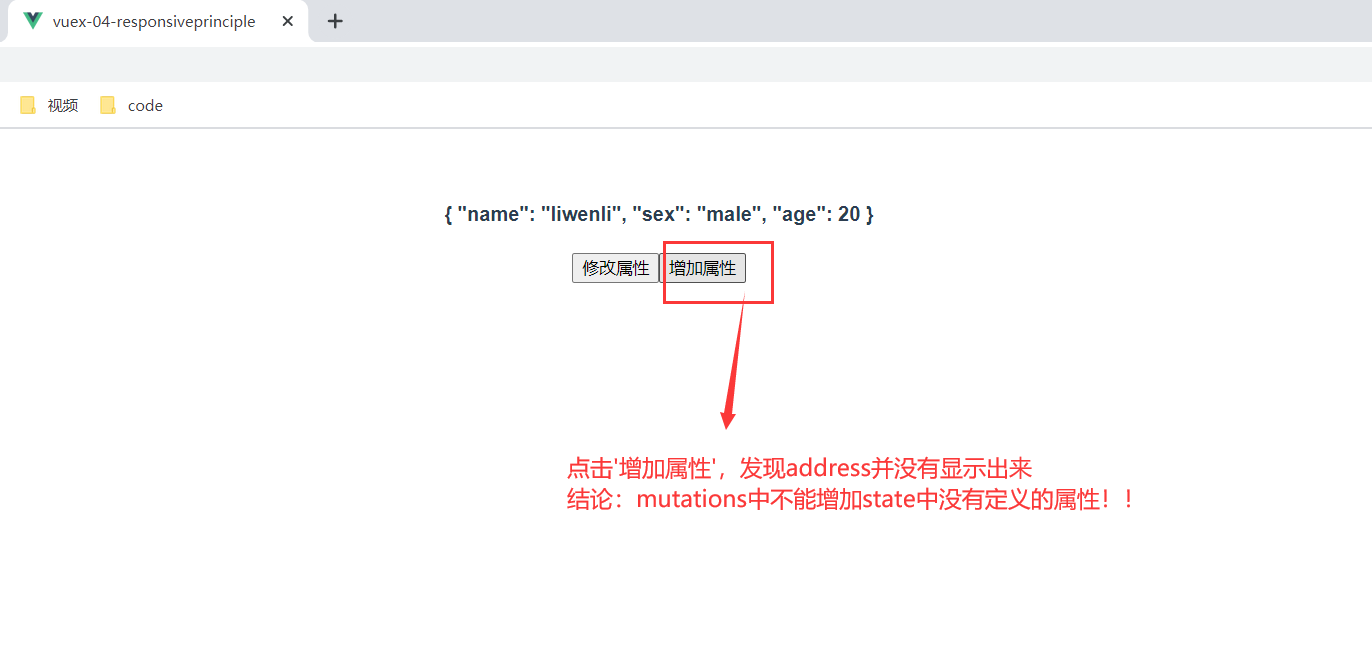 vuex-04-responsiveprinciple
视频
code
{ "name": "liwenli", "sex": "male", "age": 20 }
修改属性 增加属性
点击'增加属性'，发现address并没有显示出来
结论：mutations中不能增加state中没有定义的属性！！